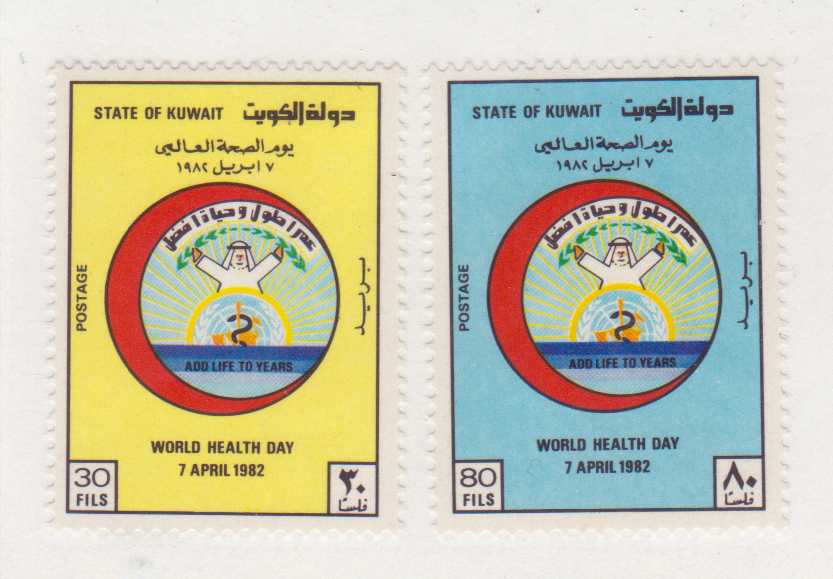 STATE OF KUWAIT دولة الكويت
يوم الصحة العالمي
٧ ابريل ١٩٨٢
عمر اطول وحياة افضل
POSTAGE
بريد
ADD LIFE TO YEARS
WORLD HEALTH DAY
7 APRIL 1982
30
FILS
٣٠
فلسًا
STATE OF KUWAIT دولة الكويت
يوم الصحة العالمي
٧ ابريل ١٩٨٢
عمر اطول وحياة افضل
POSTAGE
بريد
ADD LIFE TO YEARS
WORLD HEALTH DAY
7 APRIL 1982
80
FILS
٨٠
فلسًا